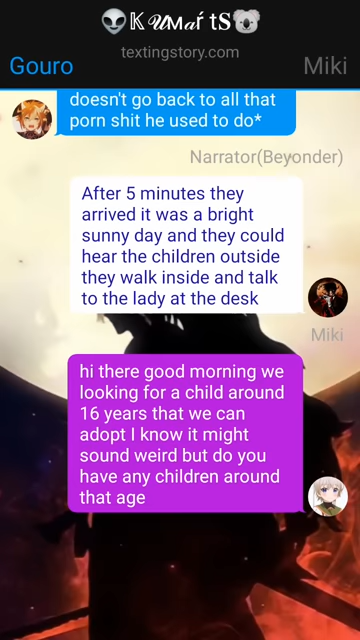 👽𝕂𝓊мαŕ tS🐨
textingstory.com
Gouro
Miki
doesn't go back to all that
porn shit he used to do*
Narrator(Beyonder)
After 5 minutes they
arrived it was a bright
sunny day and they could
hear the children outside
they walk inside and talk
to the lady at the desk
Miki
hi there good morning we
looking for a child around
16 years that we can
adopt I know it might
sound weird but do you
have any children around
that age